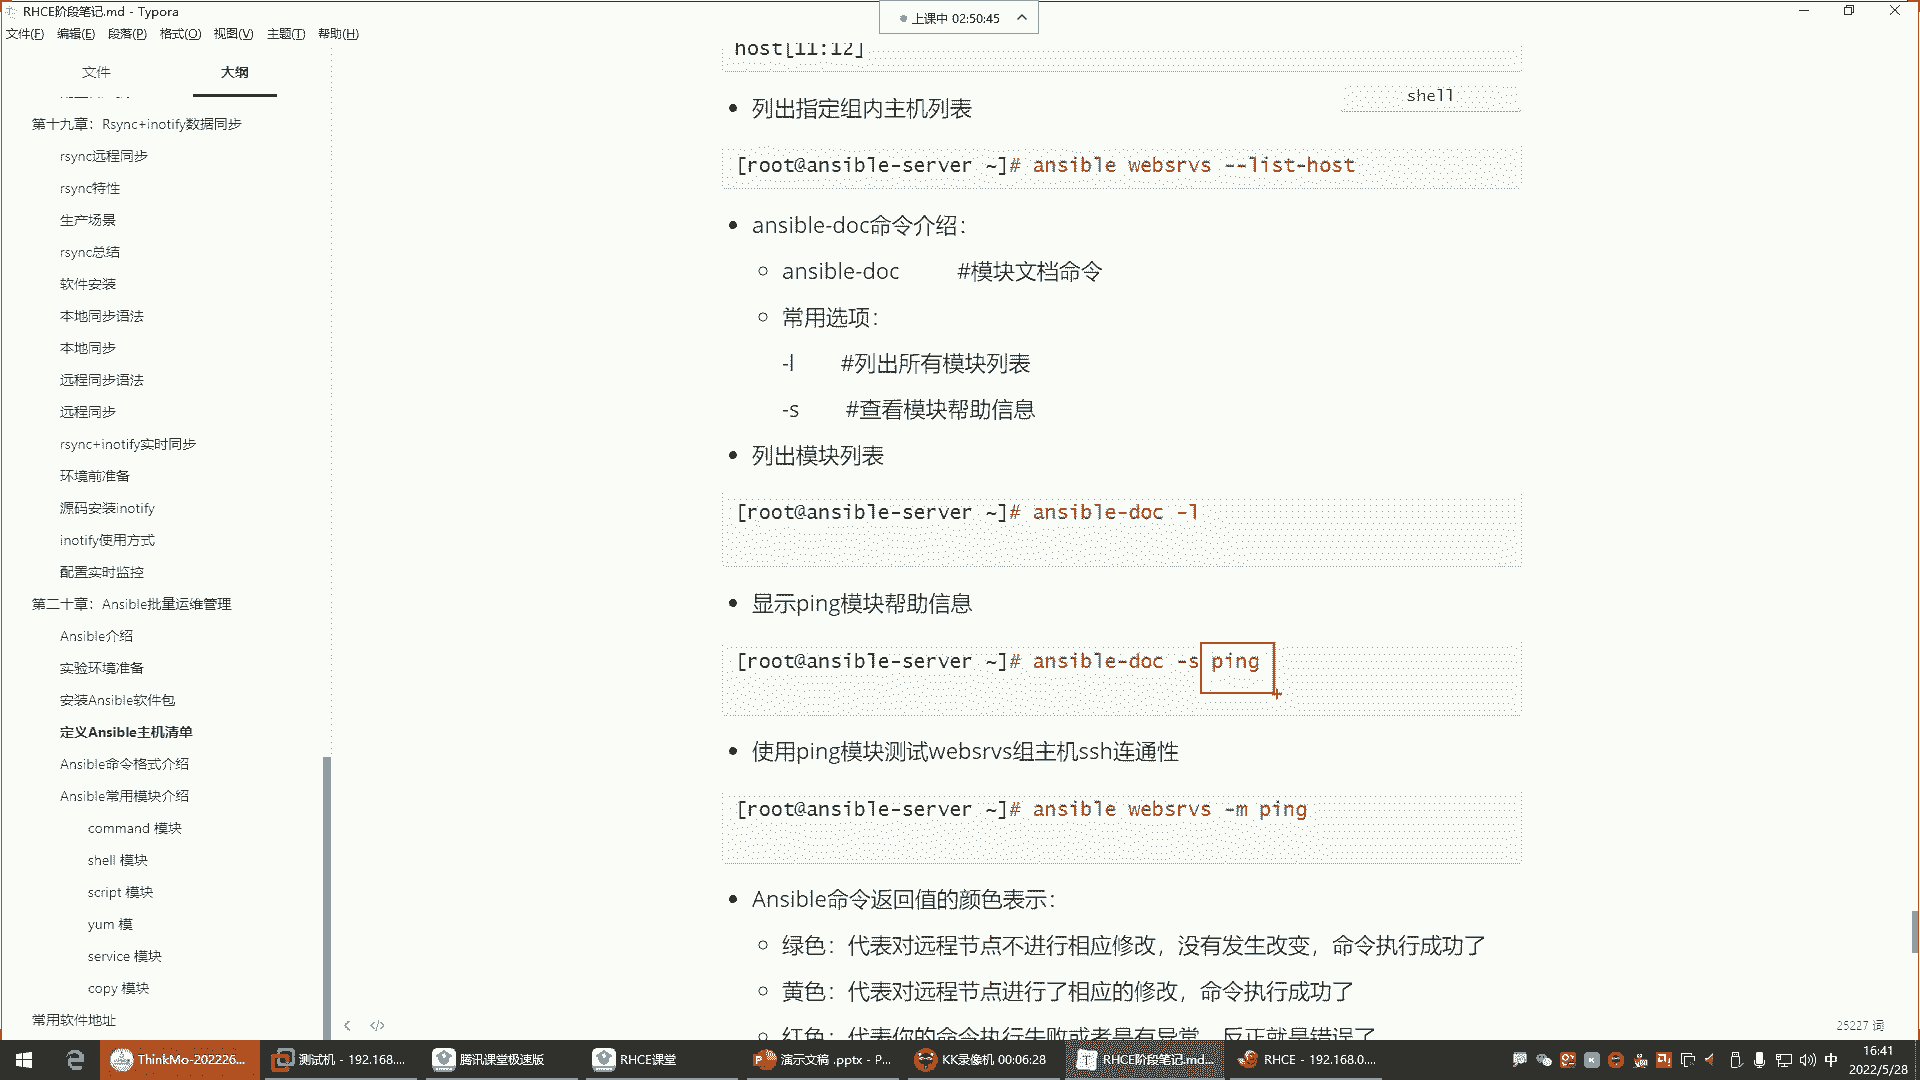 RHCE阶段笔记.md - Typora
上课中 02:50:45
文件(F) 编辑(E) 段落(P) 格式(O) 视图(V) 主题(T) 帮助(H)
文件 大纲
第十九章：Rsync+inotify数据同步
rsync远程同步
rsync特性
生产场景
rsync总结
软件安装
本地同步语法
本地同步
远程同步语法
远程同步
rsync+inotify实时同步
环境前准备
源码安装inotify
inotify使用方式
配置实时监控
第二十章：Ansible批量运维管理
Ansible介绍
实验环境准备
安装Ansible软件包
定义Ansible主机清单
Ansible命令格式介绍
Ansible常用模块介绍
command 模块
shell 模块
script 模块
yum 模
service 模块
copy 模块
常用软件地址
host[11:12]
列出指定组内主机列表
shell
[root@ansible-server ~]# ansible websrvs --list-host
ansible-doc命令介绍：
ansible-doc #模块文档命令
常用选项：
-l #列出所有模块列表
-s #查看模块帮助信息
列出模块列表
[root@ansible-server ~]# ansible-doc -l
显示ping模块帮助信息
[root@ansible-server ~]# ansible-doc -s ping
使用ping模块测试websrvs组主机ssh连通性
[root@ansible-server ~]# ansible websrvs -m ping
Ansible命令返回值的颜色表示：
绿色：代表对远程节点不进行相应修改，没有发生改变，命令执行成功了
黄色：代表对远程节点进行了相应的修改，命令执行成功了
红色：代表你的命令执行失败或者是有异常，反正就是错误了
25227 词
ThinkMo-202226...
测试机 - 192.168....
腾讯课堂极速版
RHCE课堂
演示文稿 .pptx - P...
KK录像机 00:06:28
RHCE阶段笔记.md...
RHCE - 192.168.0....
中
16:41
2022/5/28